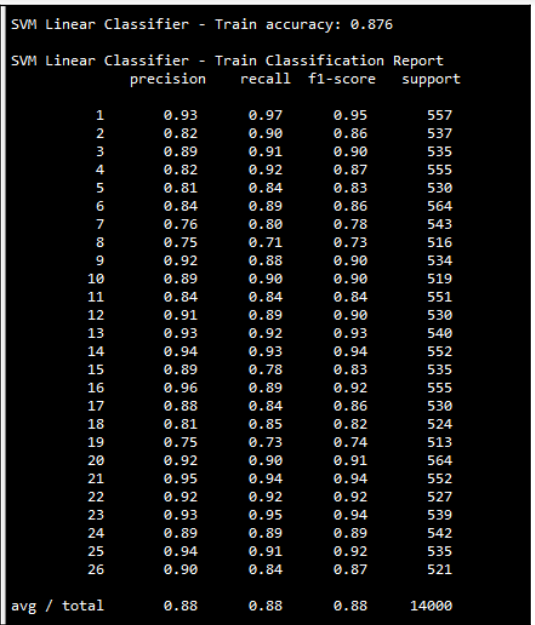 SVM Linear Classifier - Train accuracy: 0.876
SVM Linear Classifier - Train Classification Report
precision recall f1-score support
1 0.93 0.97 0.95 557
2 0.82 0.90 0.86 537
3 0.89 0.91 0.90 535
4 0.82 0.92 0.87 555
5 0.81 0.84 0.83 530
6 0.84 0.89 0.86 564
7 0.76 0.80 0.78 543
8 0.75 0.71 0.73 516
9 0.92 0.88 0.90 534
10 0.89 0.90 0.90 519
11 0.84 0.84 0.84 551
12 0.91 0.89 0.90 530
13 0.93 0.92 0.93 540
14 0.94 0.93 0.94 552
15 0.89 0.78 0.83 535
16 0.96 0.89 0.92 555
17 0.88 0.84 0.86 530
18 0.81 0.85 0.82 524
19 0.75 0.73 0.74 513
20 0.92 0.90 0.91 564
21 0.95 0.94 0.94 552
22 0.92 0.92 0.92 527
23 0.93 0.95 0.94 539
24 0.89 0.89 0.89 542
25 0.94 0.91 0.92 535
26 0.90 0.84 0.87 521
avg / total 0.88 0.88 0.88 14000